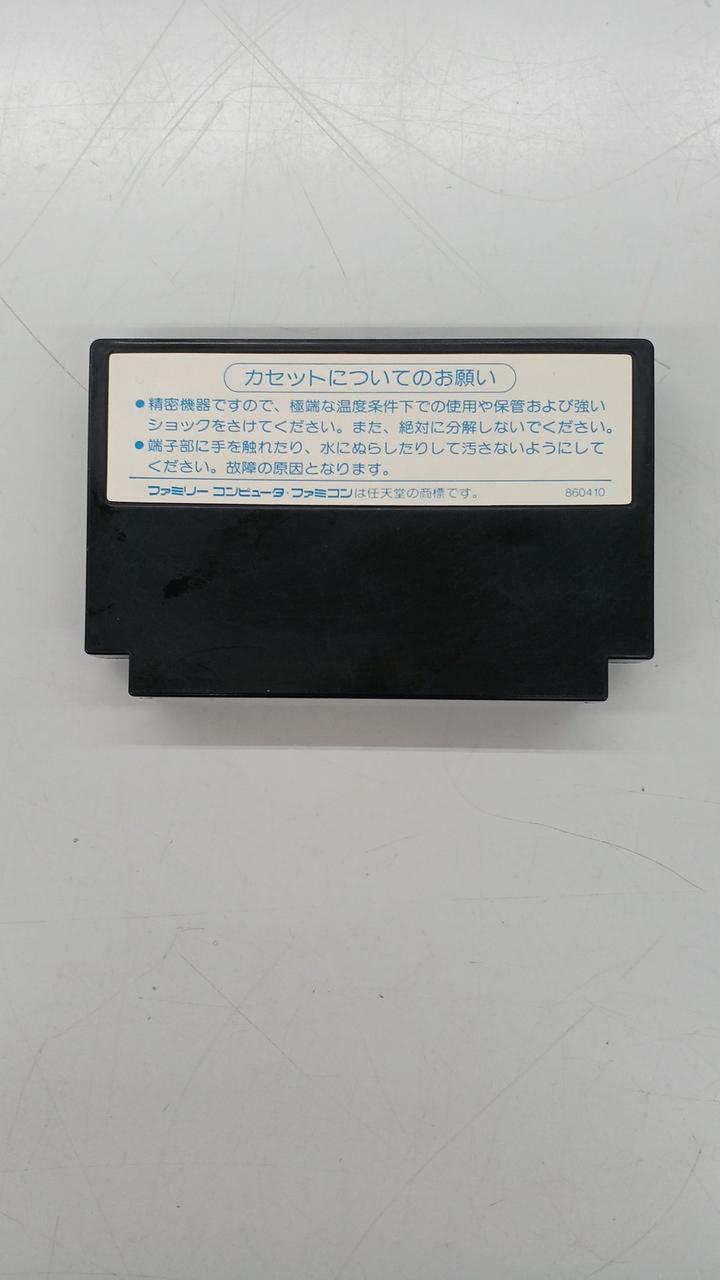 カセットについてのお願い
●精密機器ですので、極端な温度条件下での使用や保管および強い
ショックをさけてください。また、絶対に分解しないでください。
●端子部に手を触れたり、水にぬらしたりして汚さないようにして
ください。故障の原因となります。
ファミリー コンピュータ・ファミコンは任天堂の商標です。 860410